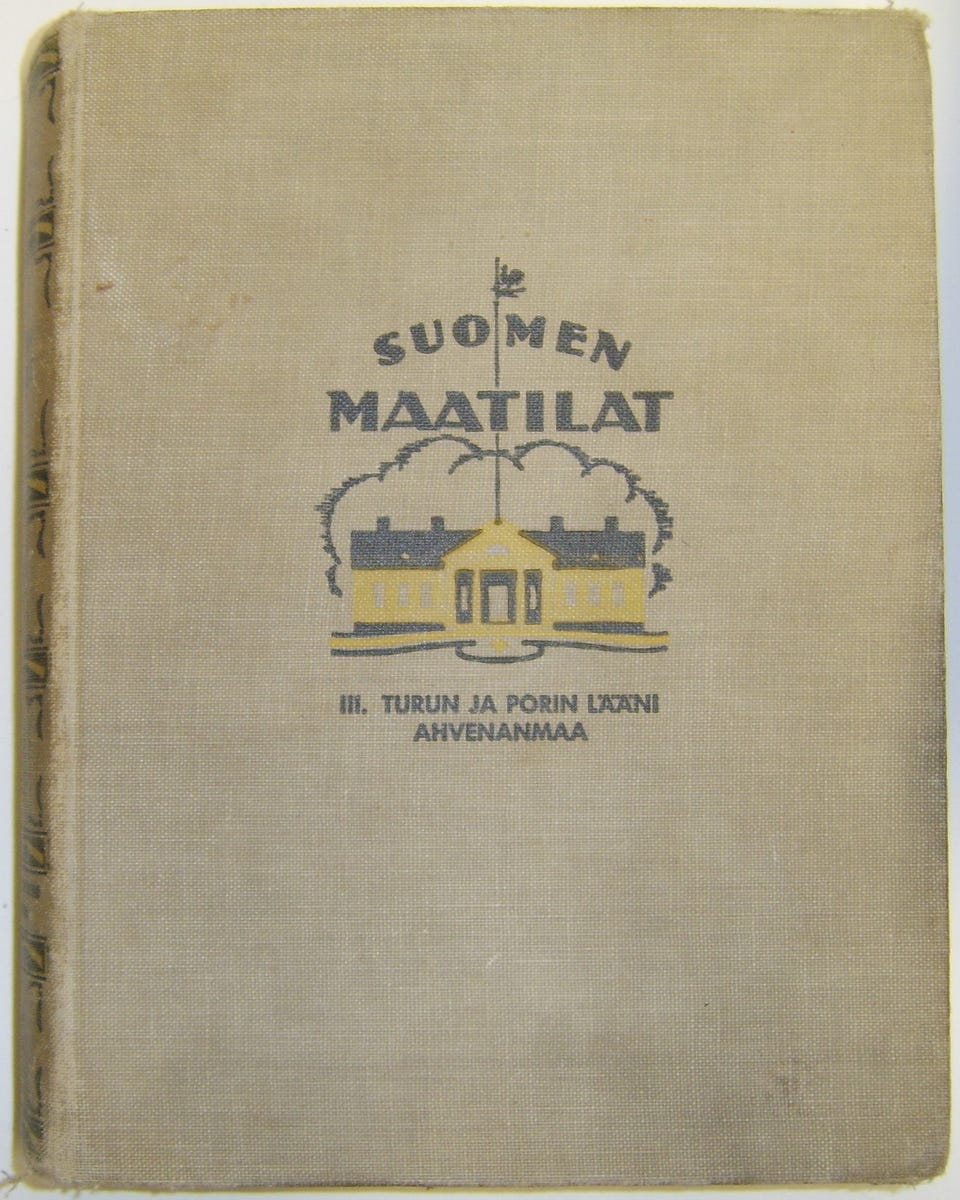 SUOMEN
MAATILAT
III. TURUN JA PORIN LÄÄNI
AHVENANMAA